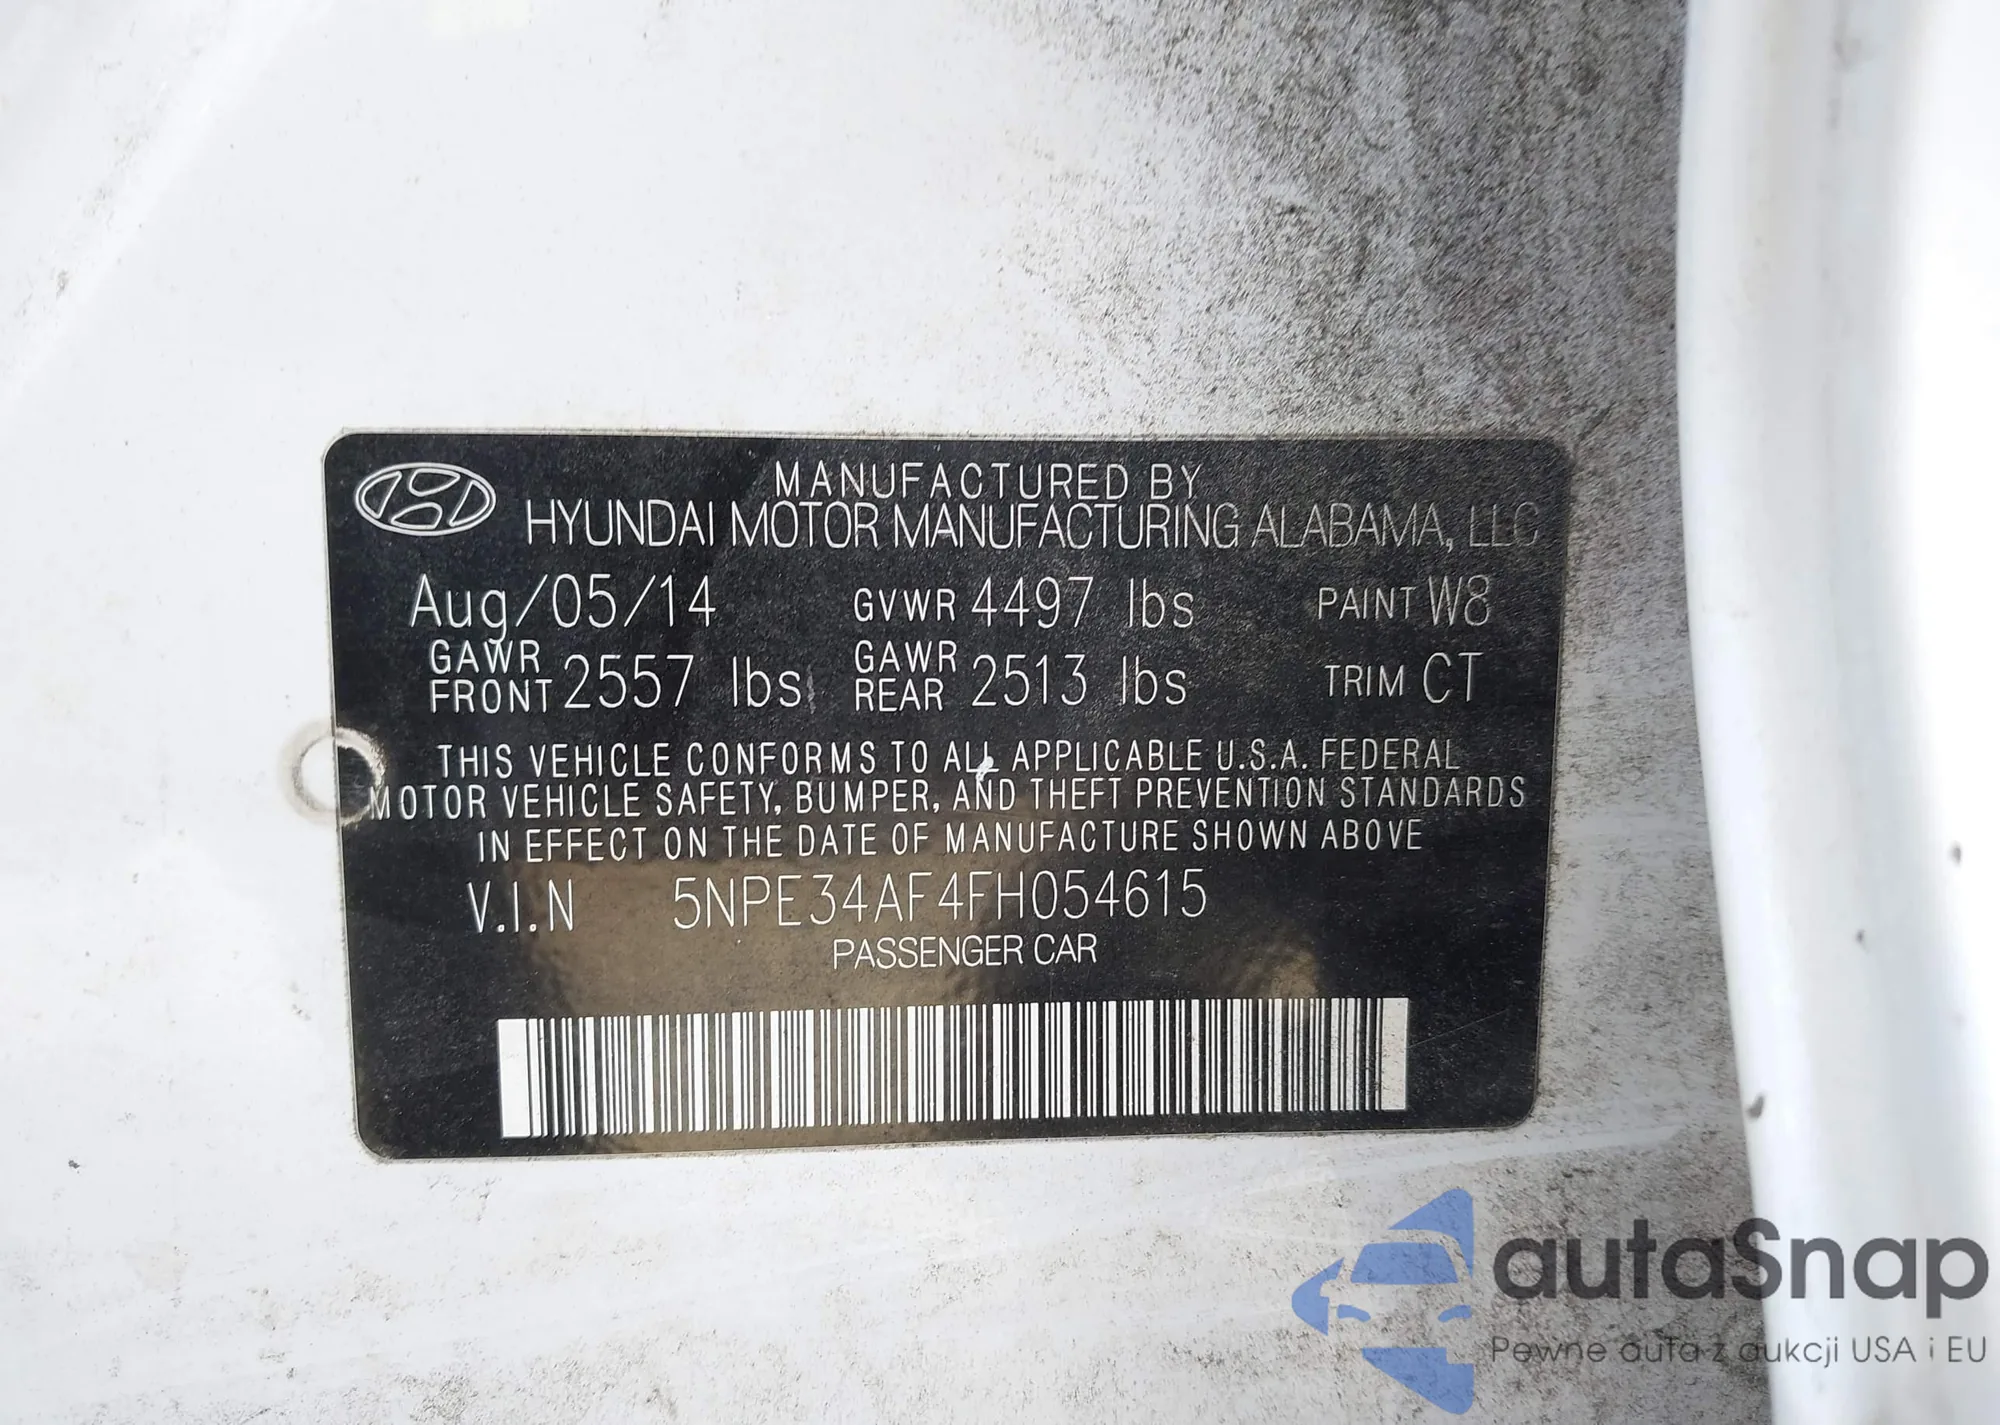 MANUFACTURED BY
HYUNDAI MOTOR MANUFACTURING ALABAMA, LLC
Aug/05/14 GVWR 4497 lbs PAINT W8
GAWR FRONT 2557 lbs GAWR REAR 2513 lbs TRIM CT
THIS VEHICLE CONFORMS TO ALL APPLICABLE U.S.A. FEDERAL
MOTOR VEHICLE SAFETY, BUMPER, AND THEFT PREVENTION STANDARDS
IN EFFECT ON THE DATE OF MANUFACTURE SHOWN ABOVE
V.I.N 5NPE34AF4FH054615
PASSENGER CAR
autaSnap
Pewne auta z aukcji USA i EU